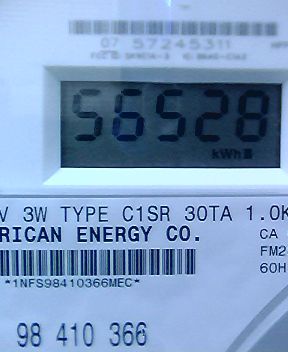 07 57245311
56528
kWh
V 3W TYPE C1SR 30TA 1.0K
RICAN ENERGY CO.
CA
FM2
60H
*1NFS98410366MEC*
98 410 366